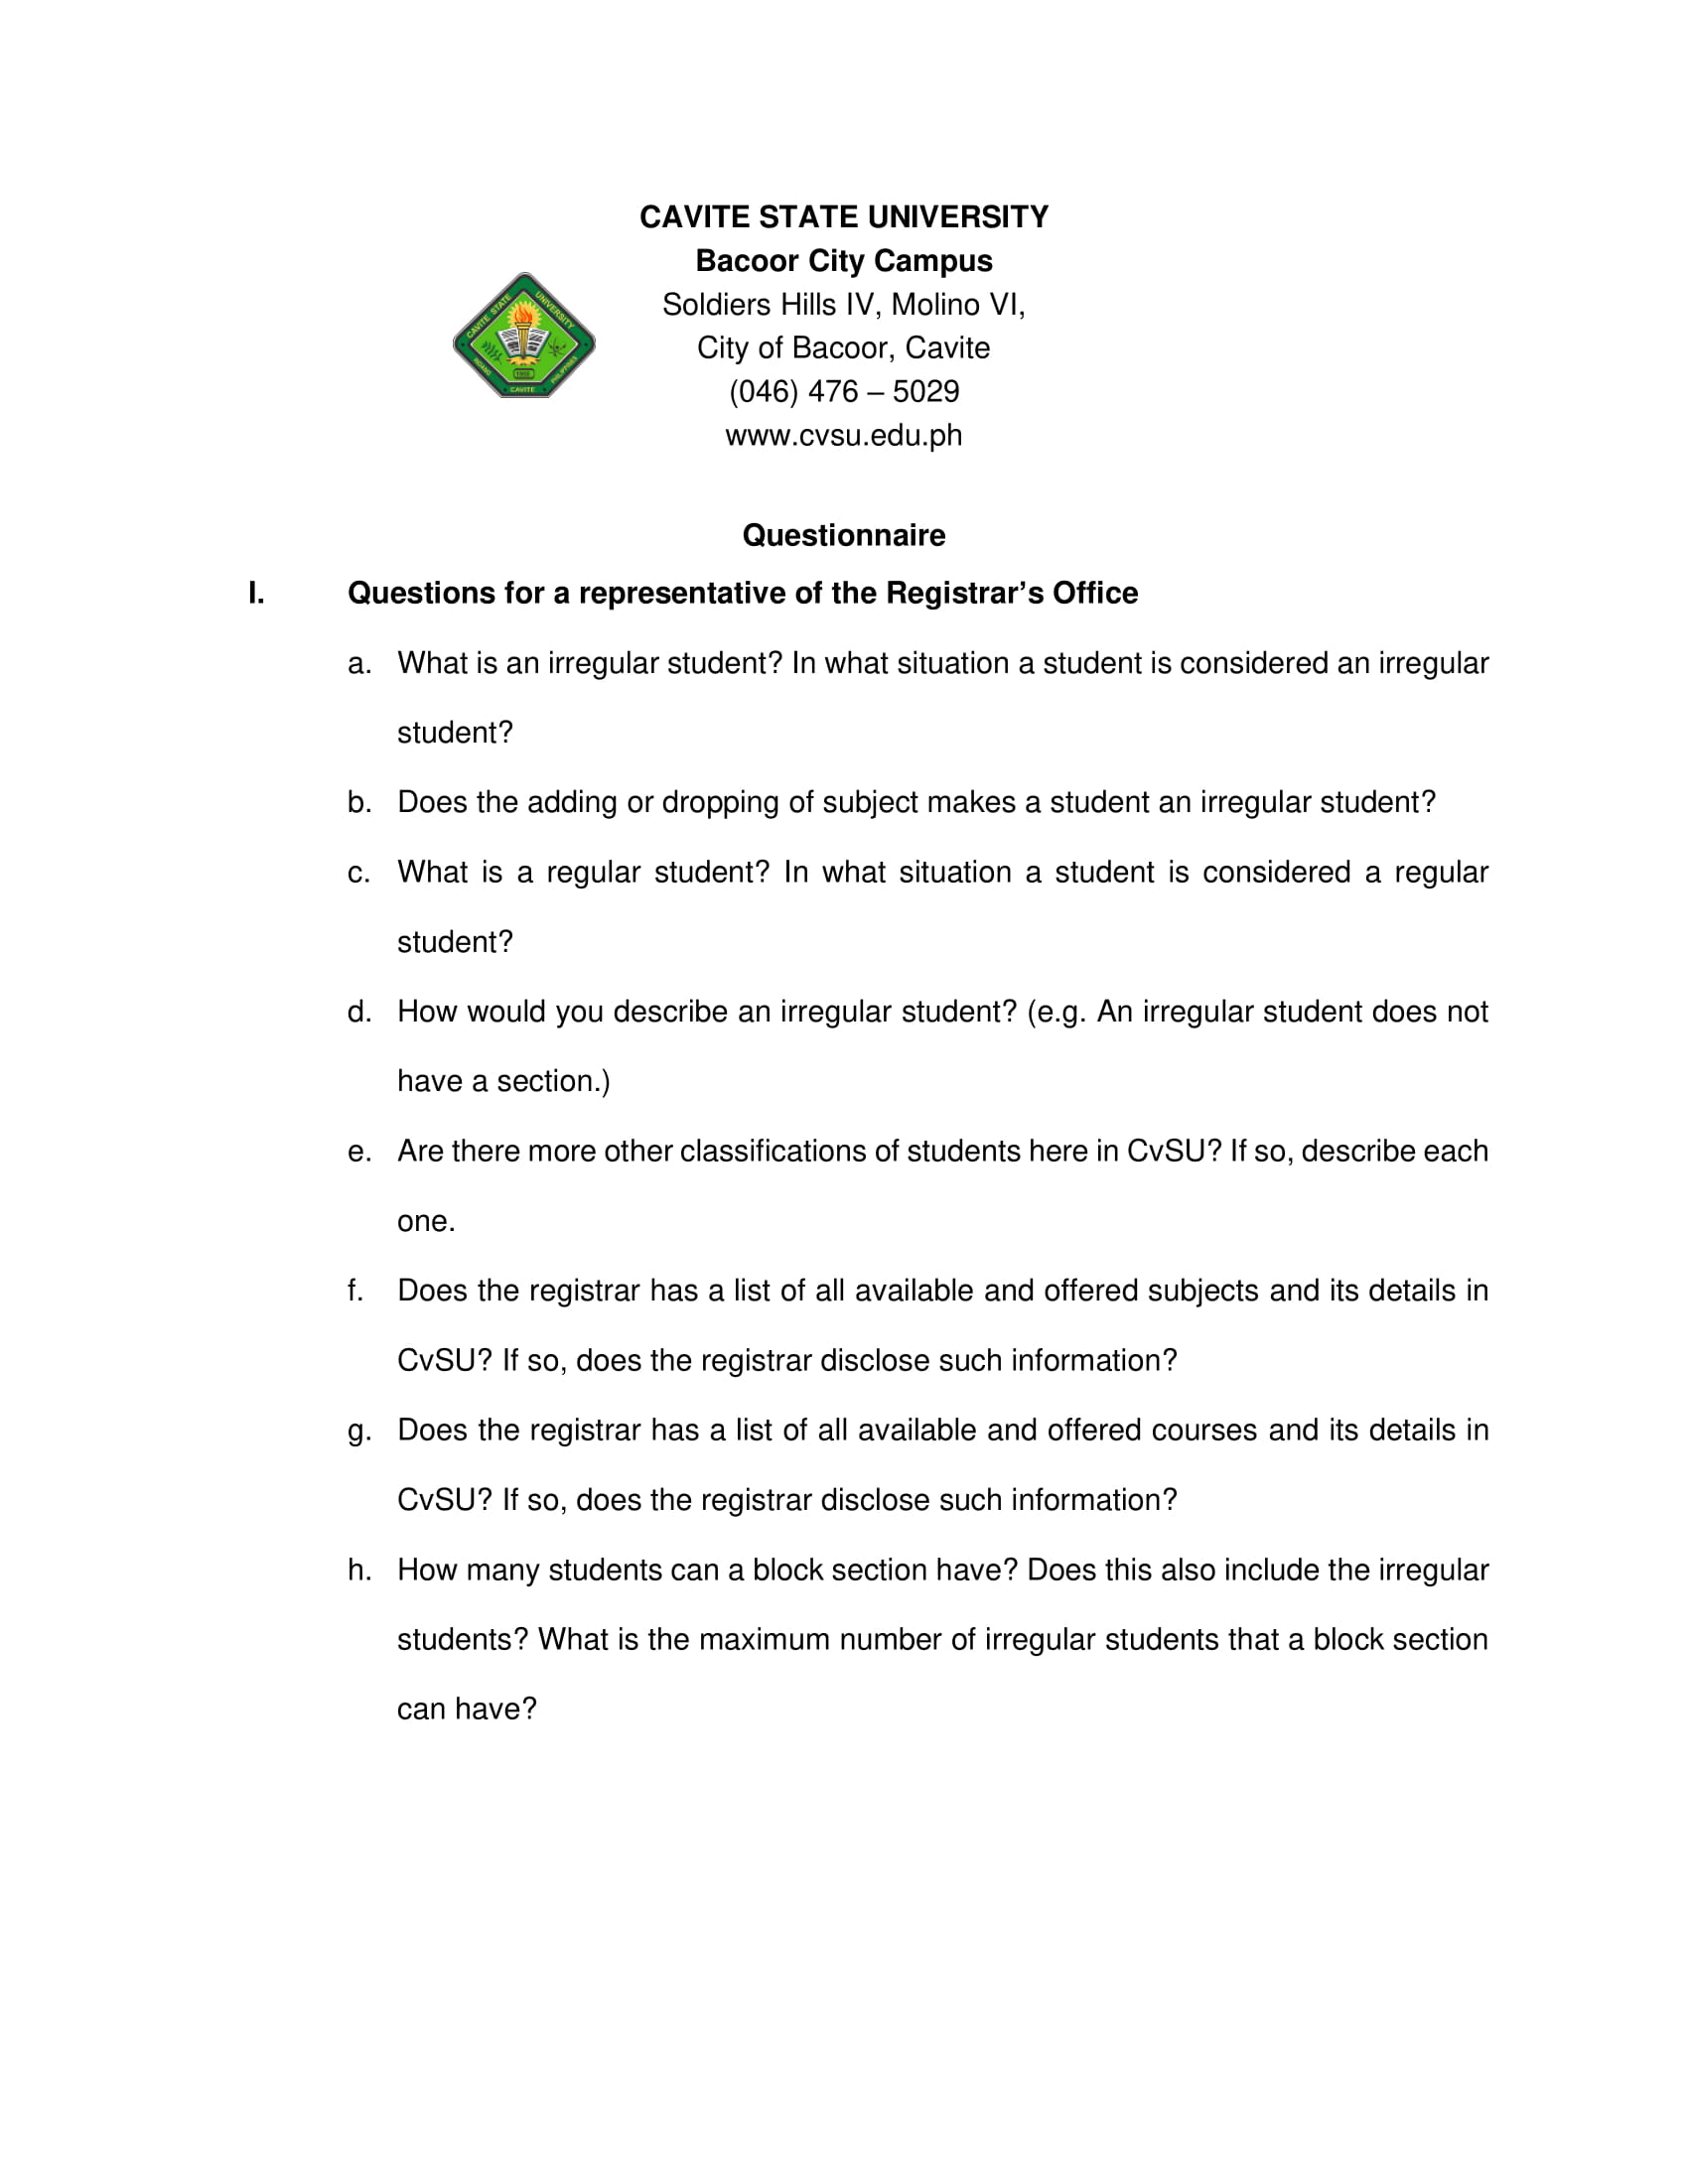 CAVITE STATE UNIVERSITY
Bacoor City Campus
Soldiers Hills IV, Molino VI,
City of Bacoor, Cavite
(046) 476 – 5029
www.cvsu.edu.ph
CAVITE STATE UNIVERSITY
INDANG CAVITE PHILIPPINES
Questionnaire
I. Questions for a representative of the Registrar’s Office
a. What is an irregular student? In what situation a student is considered an irregular
student?
b. Does the adding or dropping of subject makes a student an irregular student?
c. What is a regular student? In what situation a student is considered a regular
student?
d. How would you describe an irregular student? (e.g. An irregular student does not
have a section.)
e. Are there more other classifications of students here in CvSU? If so, describe each
one.
f. Does the registrar has a list of all available and offered subjects and its details in
CvSU? If so, does the registrar disclose such information?
g. Does the registrar has a list of all available and offered courses and its details in
CvSU? If so, does the registrar disclose such information?
h. How many students can a block section have? Does this also include the irregular
students? What is the maximum number of irregular students that a block section
can have?